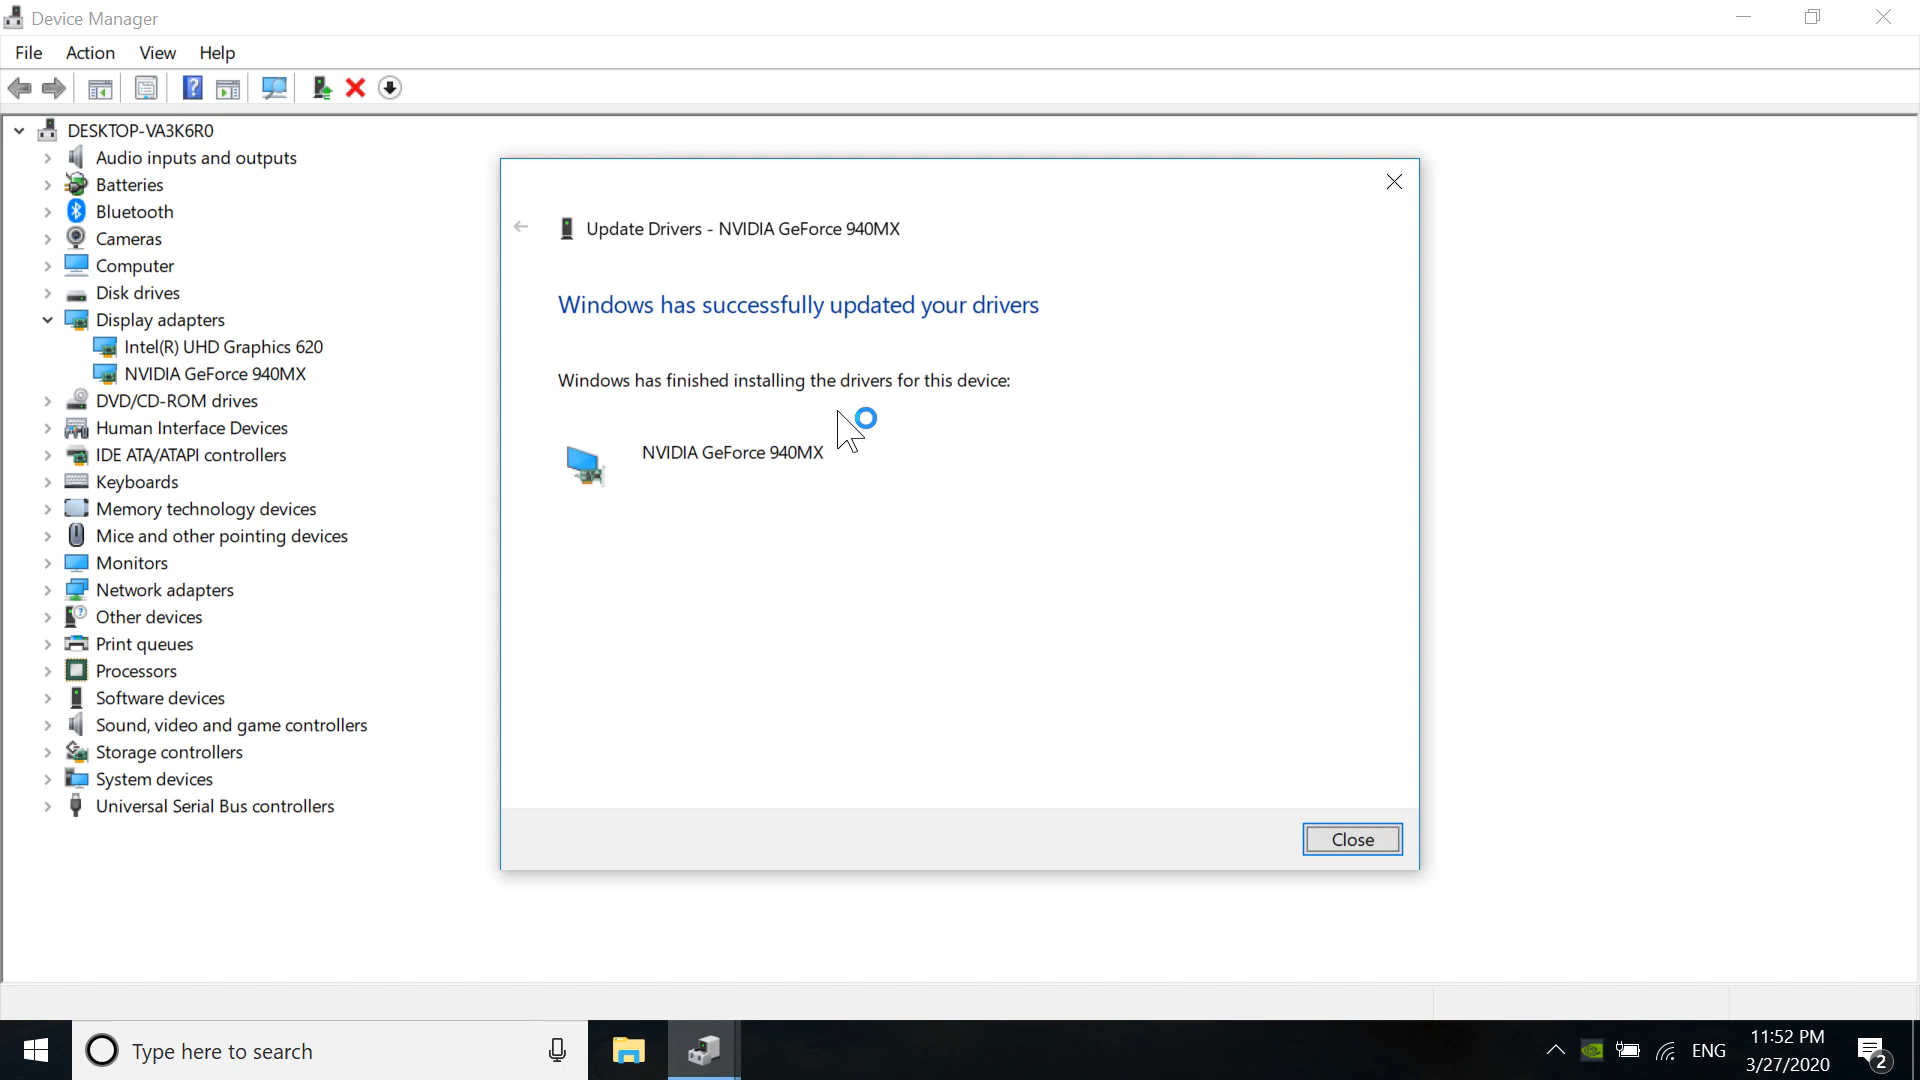 Device Manager
File Action View Help
DESKTOP-VA3K6R0
Audio inputs and outputs
Batteries
Bluetooth
Cameras
Computer
Disk drives
Display adapters
Intel(R) UHD Graphics 620
NVIDIA GeForce 940MX
DVD/CD-ROM drives
Human Interface Devices
IDE ATA/ATAPI controllers
Keyboards
Memory technology devices
Mice and other pointing devices
Monitors
Network adapters
Other devices
Print queues
Processors
Software devices
Sound, video and game controllers
Storage controllers
System devices
Universal Serial Bus controllers
Update Drivers - NVIDIA GeForce 940MX
Windows has successfully updated your drivers
Windows has finished installing the drivers for this device:
NVIDIA GeForce 940MX
Close
Type here to search
ENG
11:52 PM
3/27/2020
2